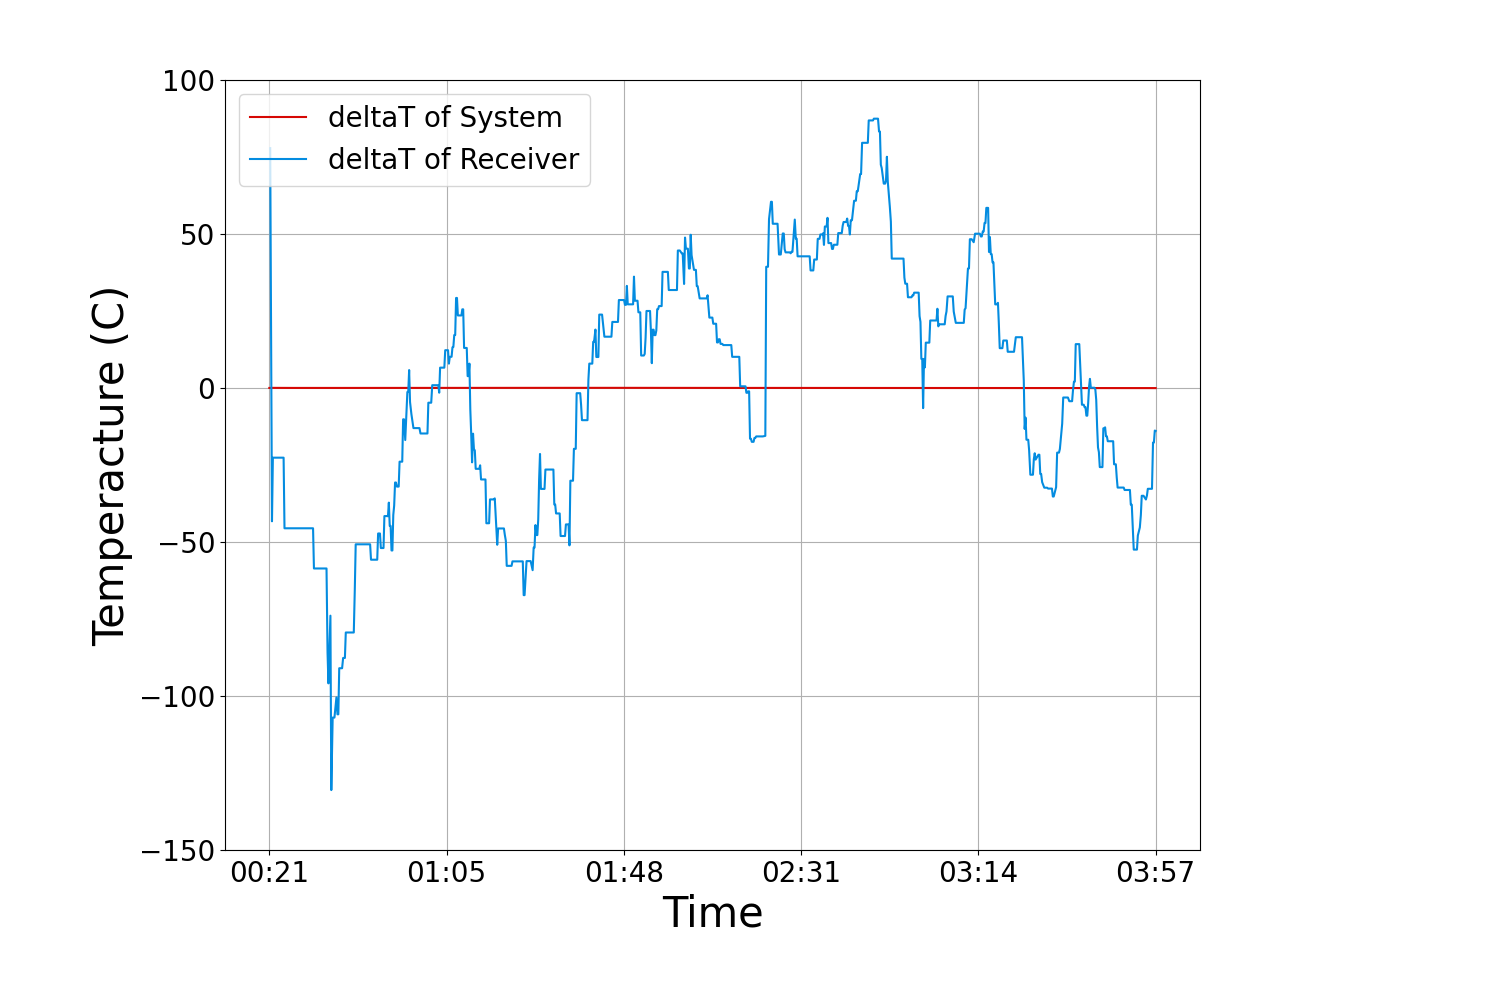 100
50
0
−50
−100
−150
Temperacture (C)
deltaT of System
deltaT of Receiver
00:21 01:05 01:48 02:31 03:14 03:57
Time